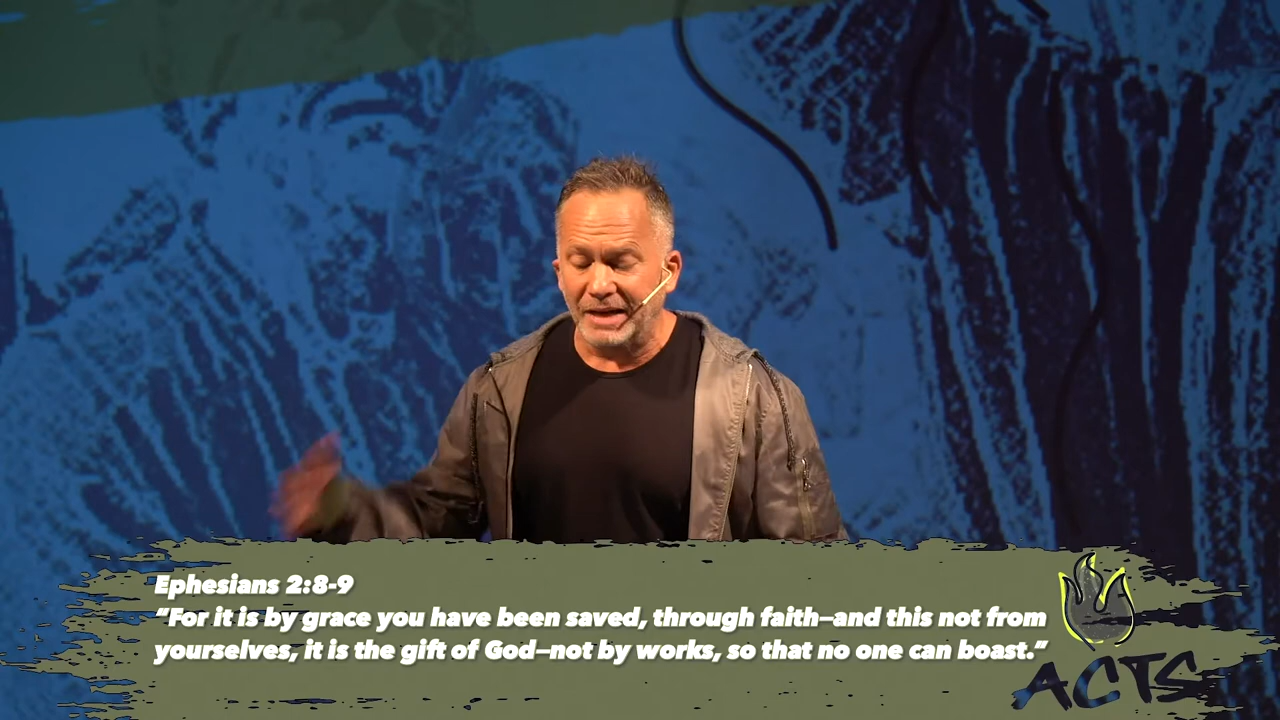 Ephesians 2:8-9
“For it is by grace you have been saved, through faith—and this not from
yourselves, it is the gift of God—not by works, so that no one can boast.“
ACTS